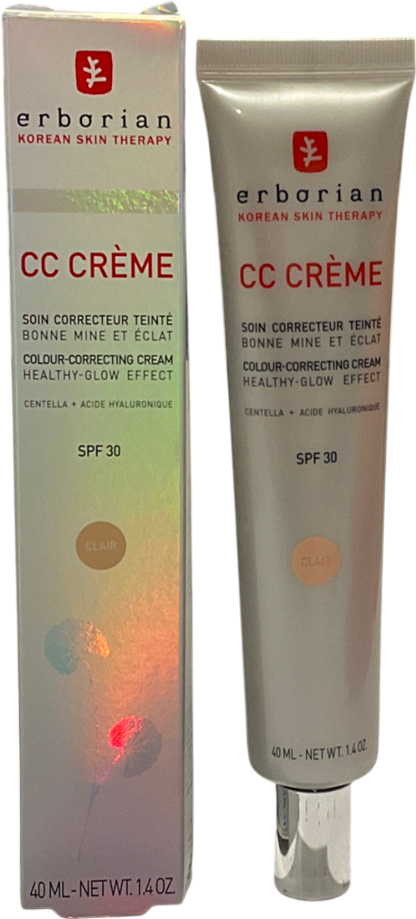 erborian
KOREAN SKIN THERAPY
CC CRÈME
SOIN CORRECTEUR TEINTÉ
BONNE MINE ET ÉCLAT
COLOUR-CORRECTING CREAM
HEALTHY-GLOW EFFECT
CENTELLA + ACIDE HYALURONIQUE
SPF 30
CLAIR
40 ML - NET WT. 1.4 OZ.
erborian
KOREAN SKIN THERAPY
CC CRÈME
SOIN CORRECTEUR TEINTÉ
BONNE MINE ET ÉCLAT
COLOUR-CORRECTING CREAM
HEALTHY-GLOW EFFECT
CENTELLA + ACIDE HYALURONIQUE
SPF 30
CLAIR
40 ML - NET WT. 1.4 OZ.